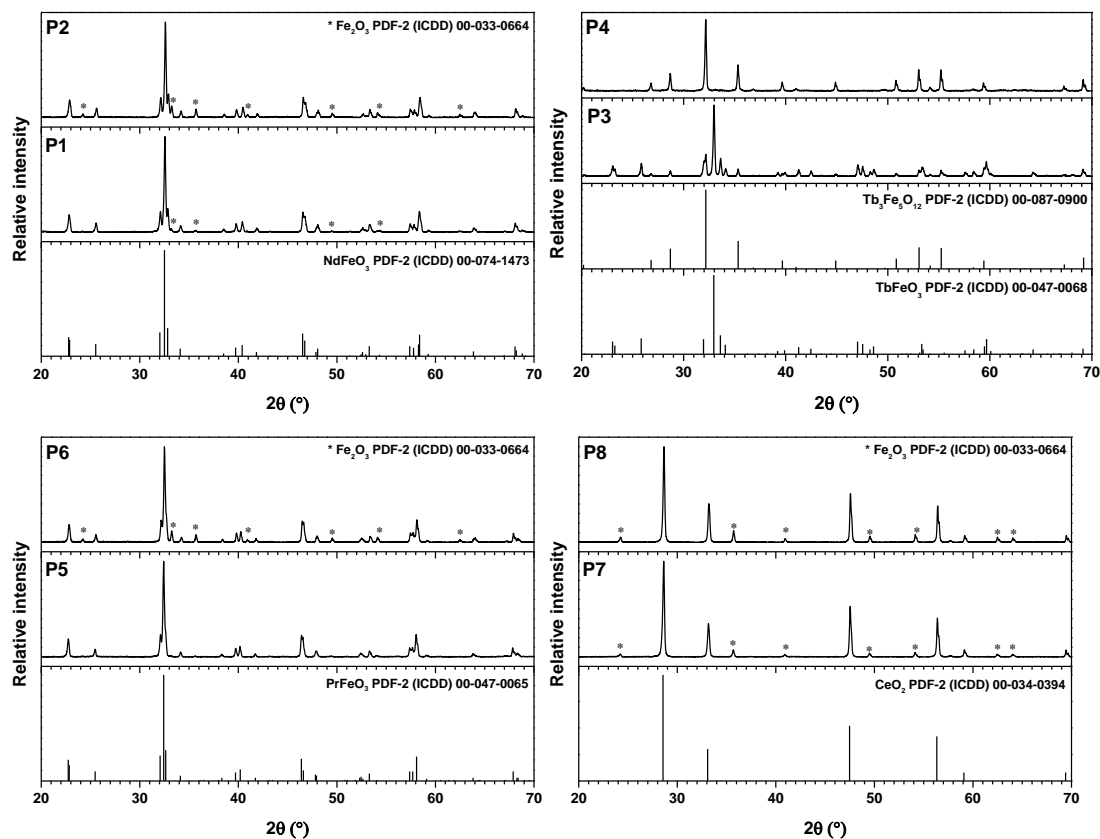 P2
* Fe₂O₃ PDF-2 (ICDD) 00-033-0664
*
*
*
*
*
*
*
P1
*
*
*
*
NdFeO₃ PDF-2 (ICDD) 00-074-1473
Relative intensity
Relative intensity
20 30 40 50 60 70
2θ (°)
P4
P3
Tb₃Fe₅O₁₂ PDF-2 (ICDD) 00-087-0900
TbFeO₃ PDF-2 (ICDD) 00-047-0068
Relative intensity
20 30 40 50 60 70
2θ (°)
P6
* Fe₂O₃ PDF-2 (ICDD) 00-033-0664
*
*
*
*
*
*
*
P5
PrFeO₃ PDF-2 (ICDD) 00-047-0065
Relative intensity
20 30 40 50 60 70
2θ (°)
P8
* Fe₂O₃ PDF-2 (ICDD) 00-033-0664
*
*
*
*
*
*
*
P7
*
*
*
*
*
*
*
CeO₂ PDF-2 (ICDD) 00-034-0394
Relative intensity
20 30 40 50 60 70
2θ (°)